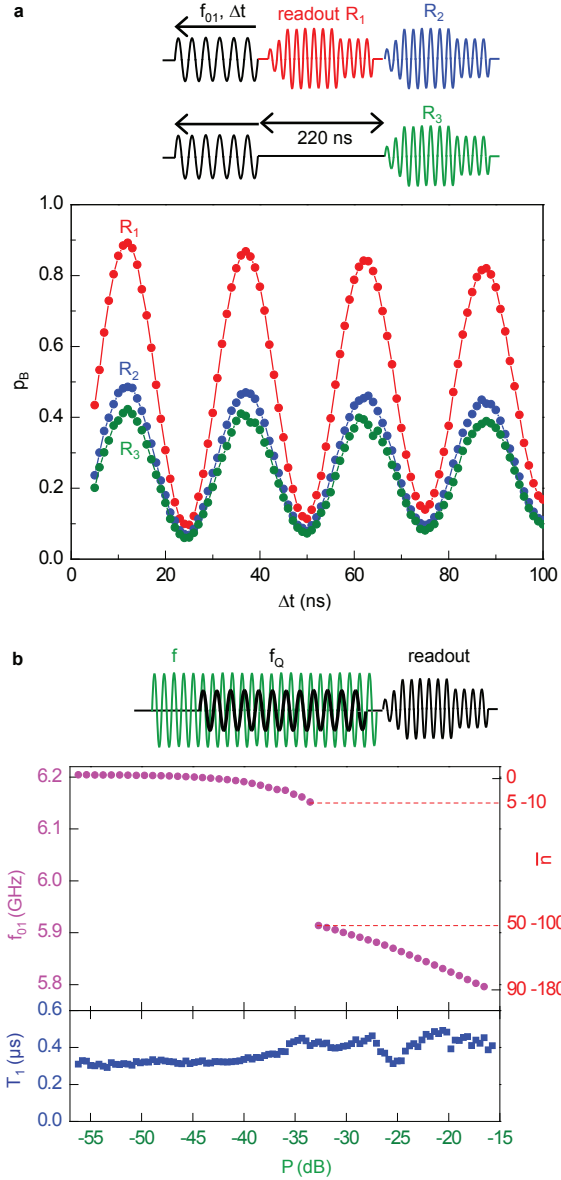 a
f01, Δt
readout R1
R2
220 ns
R3
1.0
0.8
0.6
0.4
0.2
0.0
pB
R1
R2
R3
0
20
40
60
80
100
Δt (ns)
b
f
fQ
readout
6.2
6.1
6.0
5.9
5.8
f01 (GHz)
0
5 -10
n̅
50 -100
90 -180
0.6
0.4
0.2
0.0
T1 (µs)
-55
-50
-45
-40
-35
-30
-25
-20
-15
P (dB)